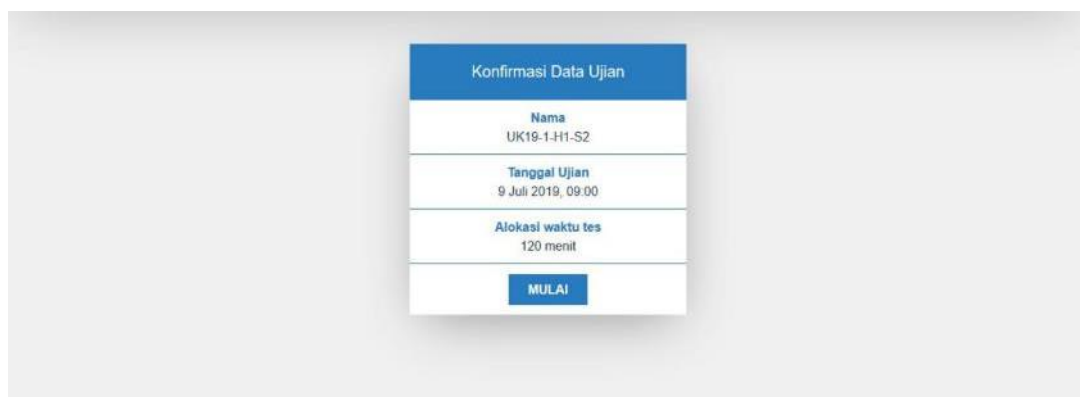 Konfirmasi Data Ujian
Nama
UK19-1-H1-S2
Tanggal Ujian
9 Juli 2019, 09:00
Alokasi waktu tes
120 menit
MULAI